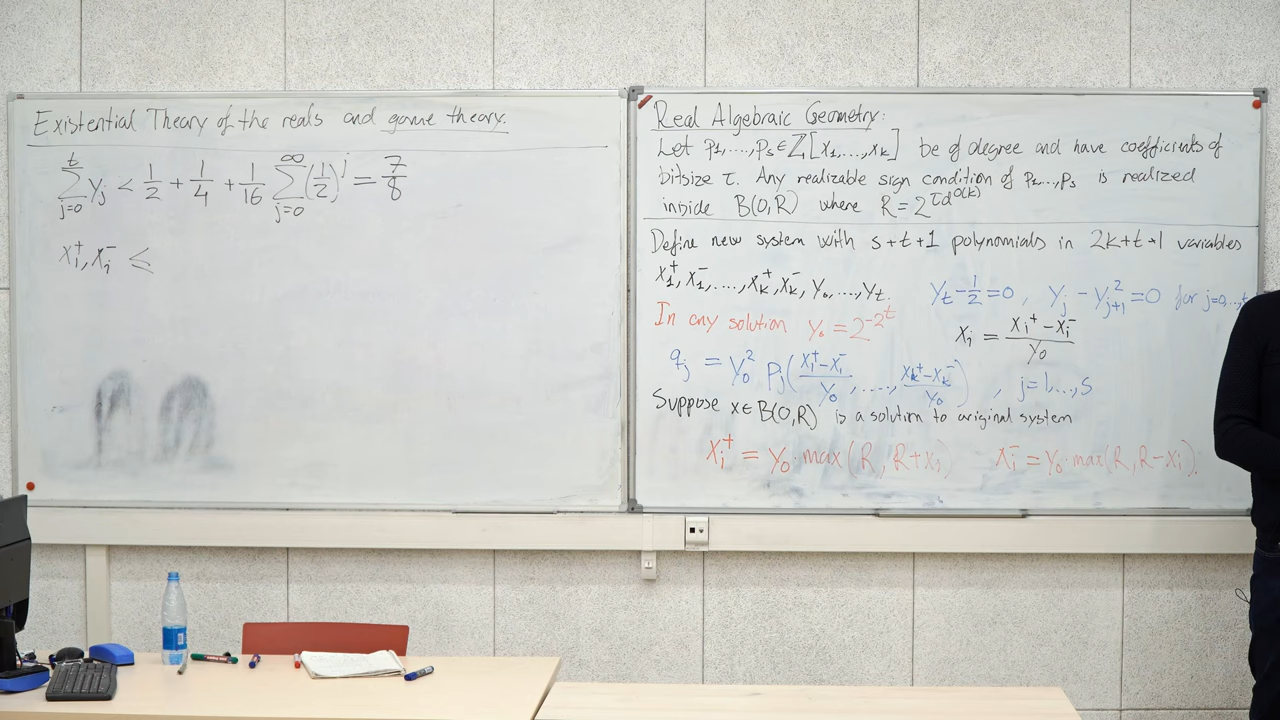 Existential Theory of the reals and game theory.
∑_{j=0}^{t} y_j < 1/2 + 1/4 + 1/16 ∑_{j=0}^{∞} (1/2)^j = 7/8
x_i^+, x_i^- ≤
Real Algebraic Geometry:
Let p_1,...,p_s ∈ ℤ[x_1,...,x_k] be of degree and have coefficients of
bitsize τ. Any realizable sign condition of p_1,...,p_s is realized
inside B(0,R) where R = 2^{τd^{O(k)}}
Define new system with s+t+1 polynomials in 2k+t+1 variables
x_1^+, x_1^-, ...., x_k^+, x_k^-, y_0, ..., y_t.
y_t - 1/2 = 0, y_j - y_{j+1}^2 = 0 for j=0,..,t
In any solution y_0 = 2^{-2^t}
x_i = (x_i^+ - x_i^-)/y_0
q_j = y_0^2 p_j((x_1^+ - x_1^-)/y_0, ...., (x_k^+ - x_k^-)/y_0), j=1,...,s
Suppose x ∈ B(0,R) is a solution to original system
x_i^+ = y_0·max(R, R+x_i) x_i^- = y_0·max(R, R-x_i).